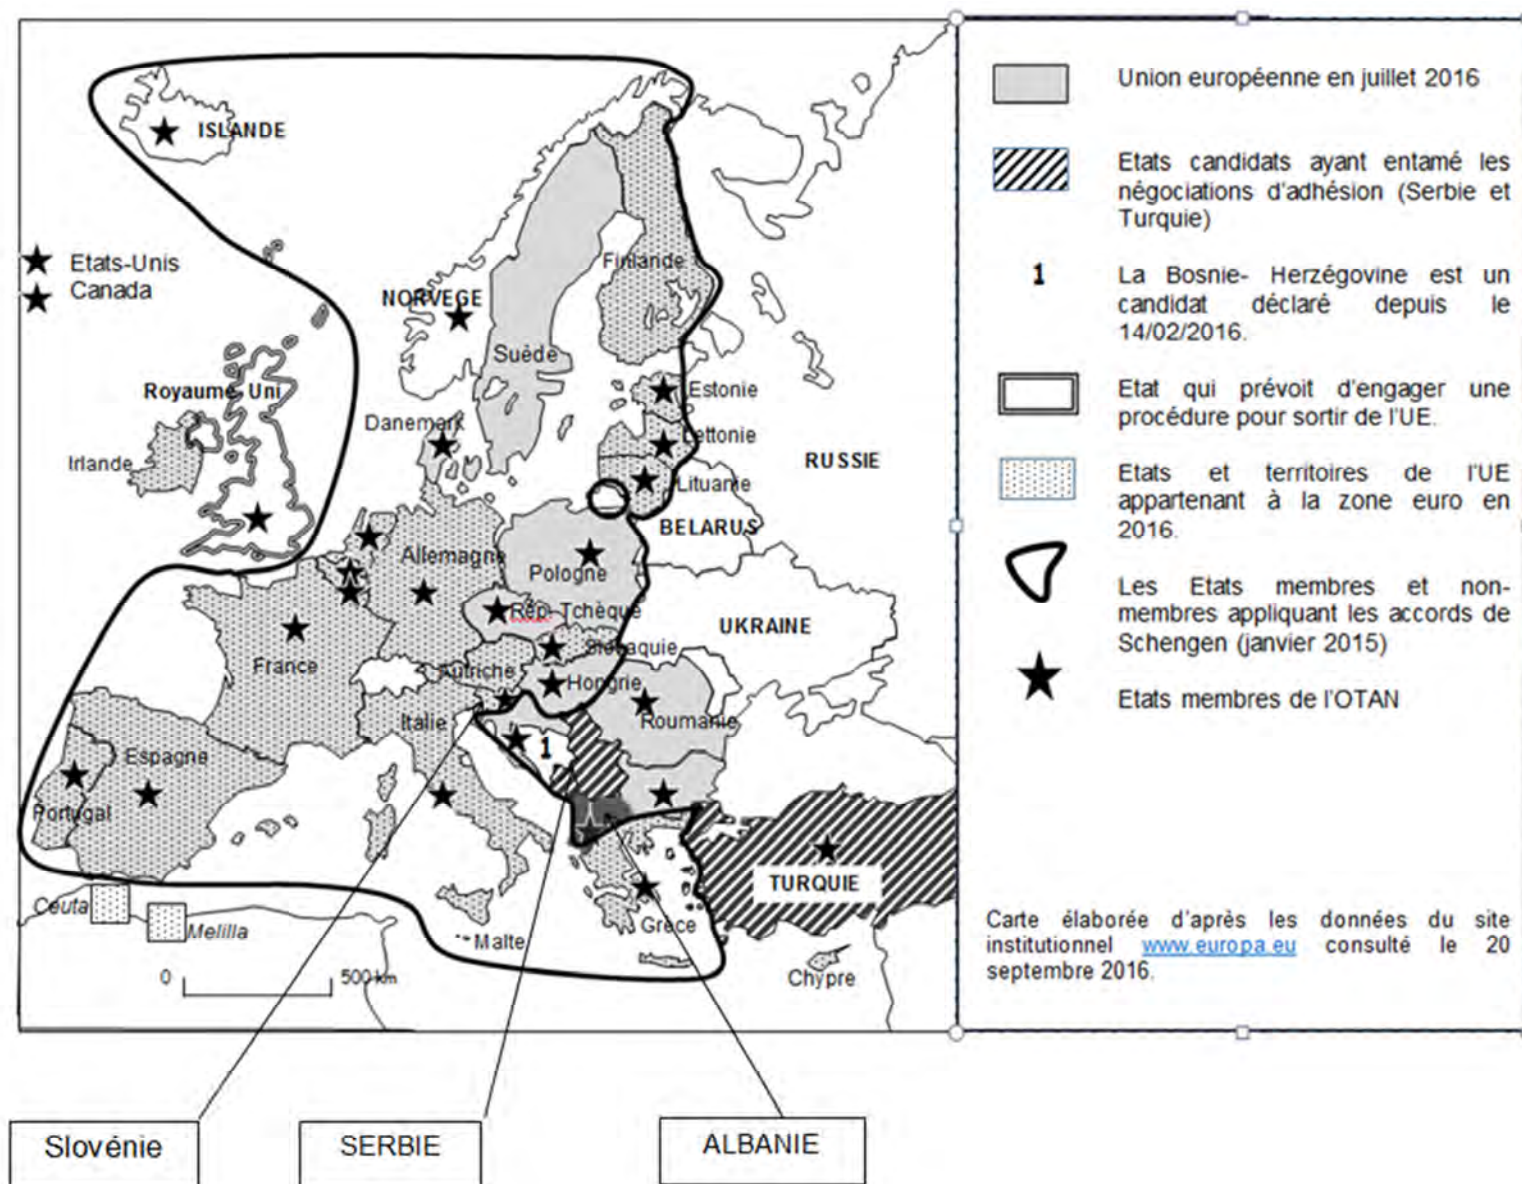 ISLANDE
Etats-Unis
Canada
NORVEGE
Finlande
Suède
Royaume-Uni
Estonie
Danemark
Lettonie
Irlande
RUSSIE
Lituanie
BELARUS
Allemagne
Pologne
Rép- Tchèque
UKRAINE
Slovaquie
France
Autriche
Hongrie
Italie
Roumanie
1
Espagne
Portugal
TURQUIE
Ceuta
Melilla
Malte
Grèce
Chypre
0 500 km
Slovénie
SERBIE
ALBANIE
Union européenne en juillet 2016
Etats candidats ayant entamé les
négociations d'adhésion (Serbie et
Turquie)
1
La Bosnie- Herzégovine est un
candidat déclaré depuis le
14/02/2016.
Etat qui prévoit d'engager une
procédure pour sortir de l'UE.
Etats et territoires de l'UE
appartenant à la zone euro en
2016.
Les Etats membres et non-
membres appliquant les accords de
Schengen (janvier 2015)
Etats membres de l'OTAN
Carte élaborée d'après les données du site
institutionnel www.europa.eu consulté le 20
septembre 2016.